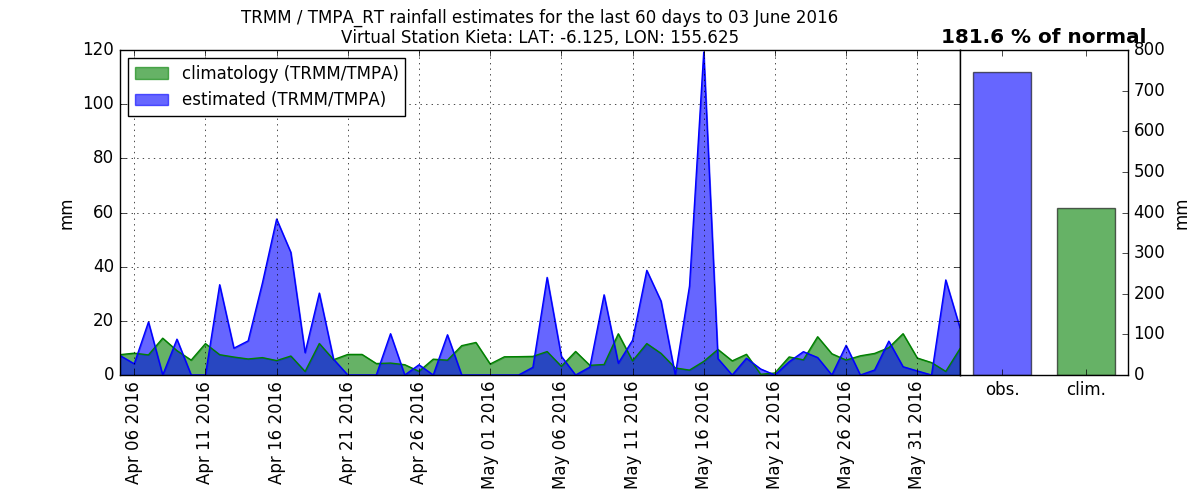 TRMM / TMPA_RT rainfall estimates for the last 60 days to 03 June 2016
Virtual Station Kieta: LAT: -6.125, LON: 155.625
181.6 % of normal
climatology (TRMM/TMPA)
estimated (TRMM/TMPA)
120
100
80
60
40
20
0
mm
800
700
600
500
400
300
200
100
0
mm
Apr 06 2016
Apr 11 2016
Apr 16 2016
Apr 21 2016
Apr 26 2016
May 01 2016
May 06 2016
May 11 2016
May 16 2016
May 21 2016
May 26 2016
May 31 2016
obs.
clim.